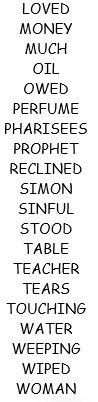 LOVED
MONEY
MUCH
OIL
OWED
PERFUME
PHARISEES
PROPHET
RECLINED
SIMON
SINFUL
STOOD
TABLE
TEACHER
TEARS
TOUCHING
WATER
WEEPING
WIPED
WOMAN